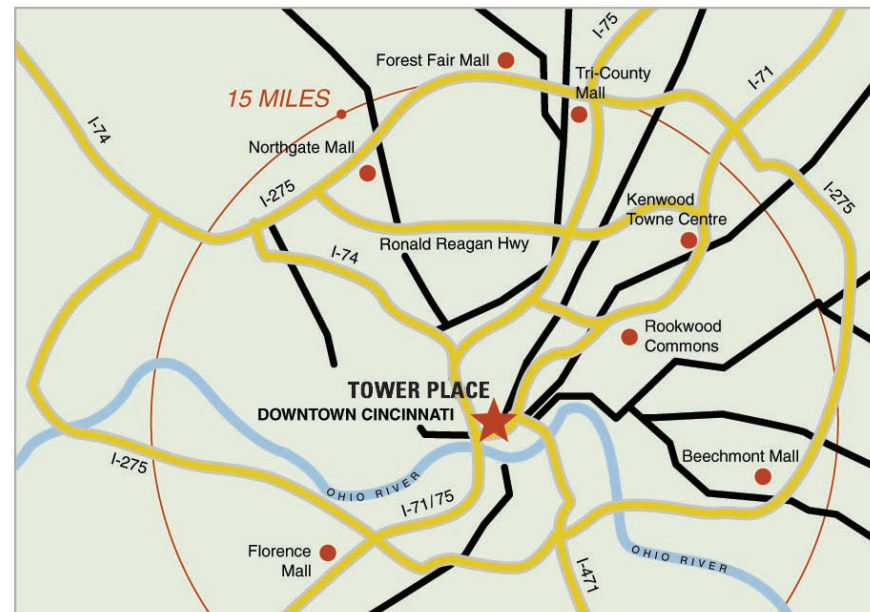 I-75
I-71
Forest Fair Mall
Tri-County
Mall
15 MILES
I-74
Northgate Mall
I-275
Kenwood
Towne Centre
I-275
Ronald Reagan Hwy
I-74
Rookwood
Commons
TOWER PLACE
DOWNTOWN CINCINNATI
I-275
OHIO RIVER
I-71/75
Beechmont Mall
Florence
Mall
I-471
OHIO RIVER